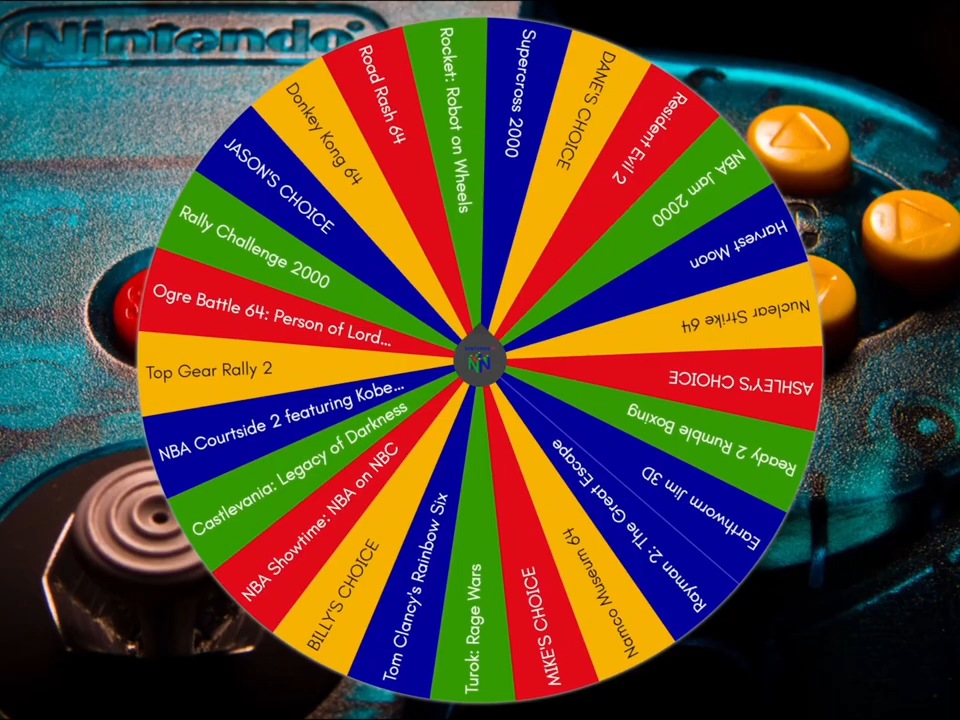 Nintendo
Supercross 2000
DANE'S CHOICE
Resident Evil 2
NBA Jam 2000
Harvest Moon
Nuclear Strike 64
ASHLEY'S CHOICE
Ready 2 Rumble Boxing
Earthworm Jim 3D
Rayman 2: The Great Escape
Namco Museum 64
MIKE'S CHOICE
Turok: Rage Wars
Tom Clancy's Rainbow Six
BILLY'S CHOICE
NBA Showtime: NBA on NBC
Castlevania: Legacy of Darkness
NBA Courtside 2 featuring Kobe...
Top Gear Rally 2
Ogre Battle 64: Person of Lord...
Rally Challenge 2000
JASON'S CHOICE
Donkey Kong 64
Road Rash 64
Rocket: Robot on Wheels